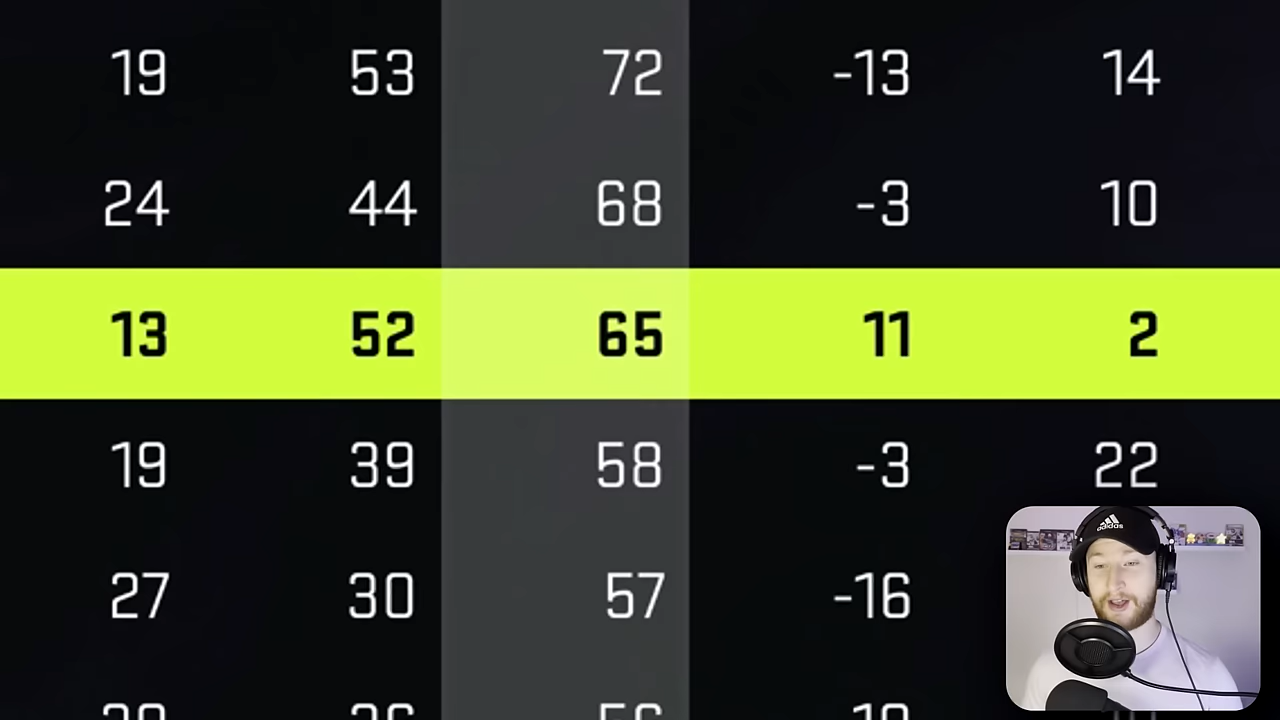 19 53 72 -13 14
24 44 68 -3 10
13 52 65 11 2
19 39 58 -3 22
27 30 57 -16
adidas